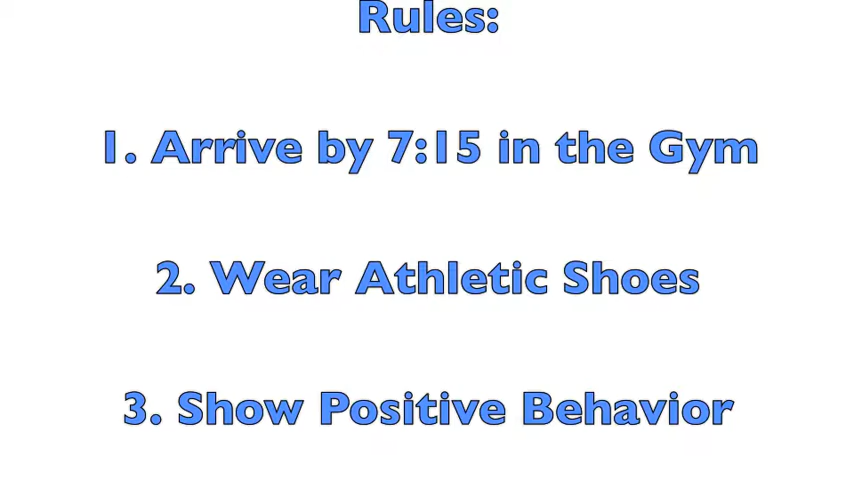 Rules:
1. Arrive by 7:15 in the Gym
2. Wear Athletic Shoes
3. Show Positive Behavior